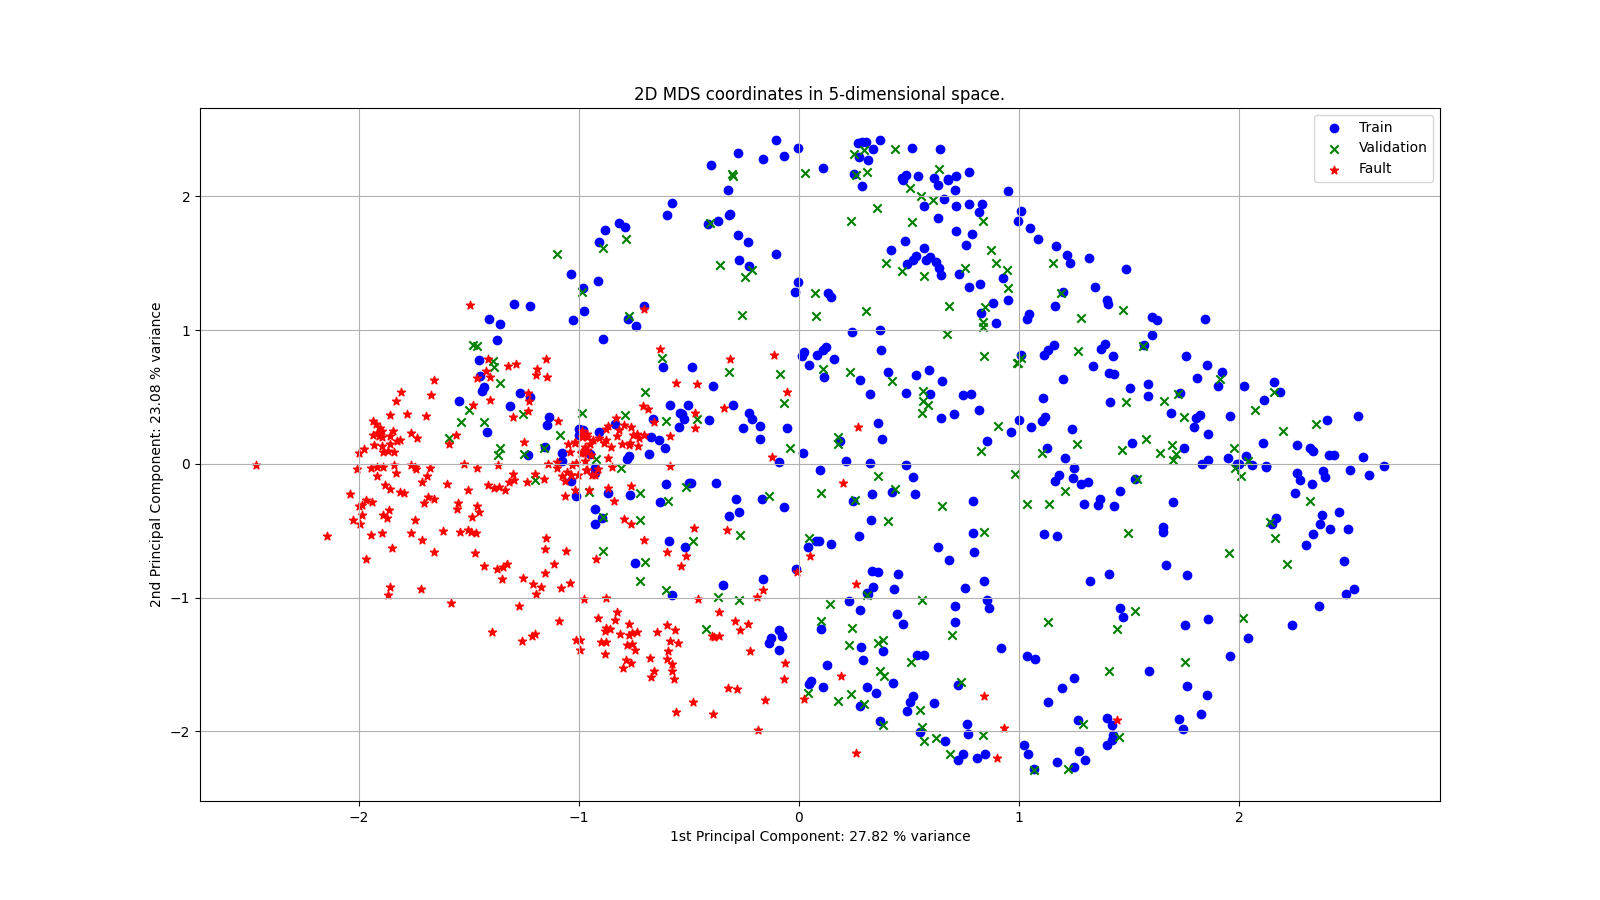 2D MDS coordinates in 5-dimensional space.
Train
Validation
Fault
2
1
0
−1
−2
2nd Principal Component: 23.08 % variance
−2
−1
0
1
2
1st Principal Component: 27.82 % variance